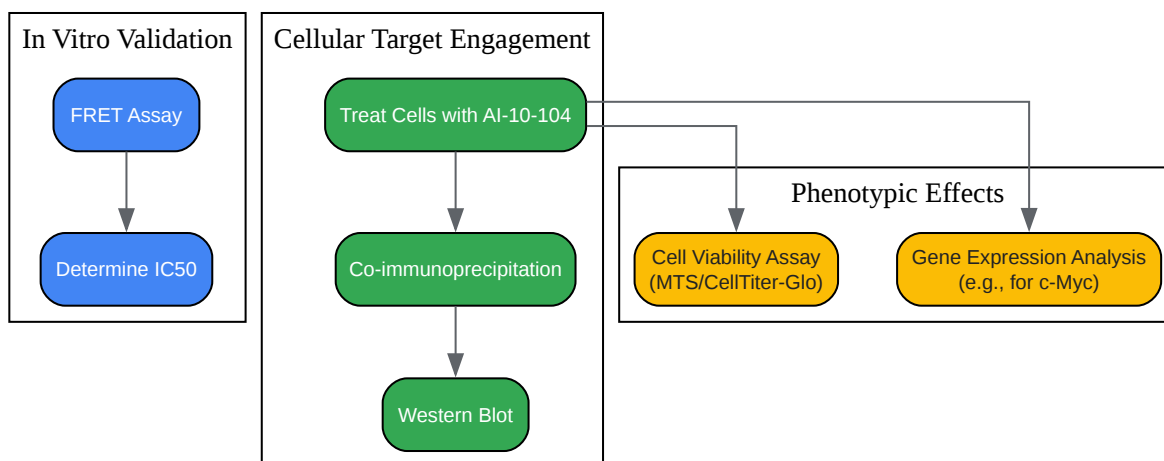 In Vitro Validation
FRET Assay
Determine IC50
Cellular Target Engagement
Treat Cells with AI-10-104
Co-immunoprecipitation
Western Blot
Phenotypic Effects
Cell Viability Assay
(MTS/CellTiter-Glo)
Gene Expression Analysis
(e.g., for c-Myc)